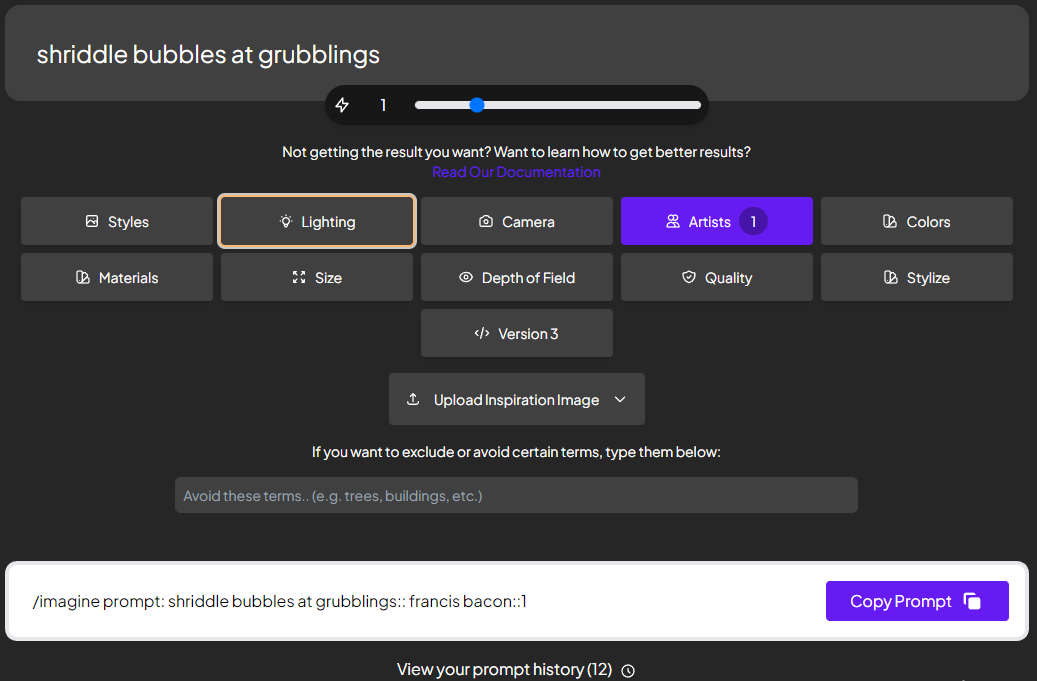 shriddle bubbles at grubblings
1
Not getting the result you want? Want to learn how to get better results?
Read Our Documentation
Styles
Lighting
Camera
Artists 1
Colors
Materials
Size
Depth of Field
Quality
Stylize
Version 3
Upload Inspiration Image
If you want to exclude or avoid certain terms, type them below:
Avoid these terms.. (e.g. trees, buildings, etc.)
/imagine prompt: shriddle bubbles at grubblings:: francis bacon::1
Copy Prompt
View your prompt history (12)